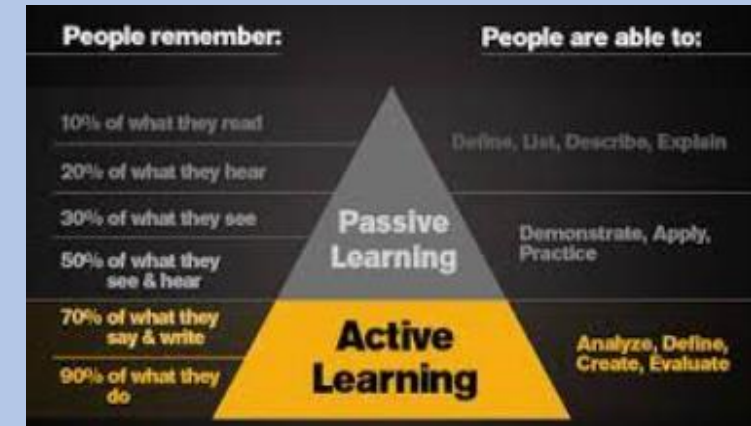 People remember:
10% of what they read
20% of what they hear
30% of what they see
50% of what they
see & hear
70% of what they
say & write
90% of what they
do
Passive
Learning
Active
Learning
People are able to:
Define, List, Describe, Explain
Demonstrate, Apply,
Practice
Analyze, Define,
Create, Evaluate